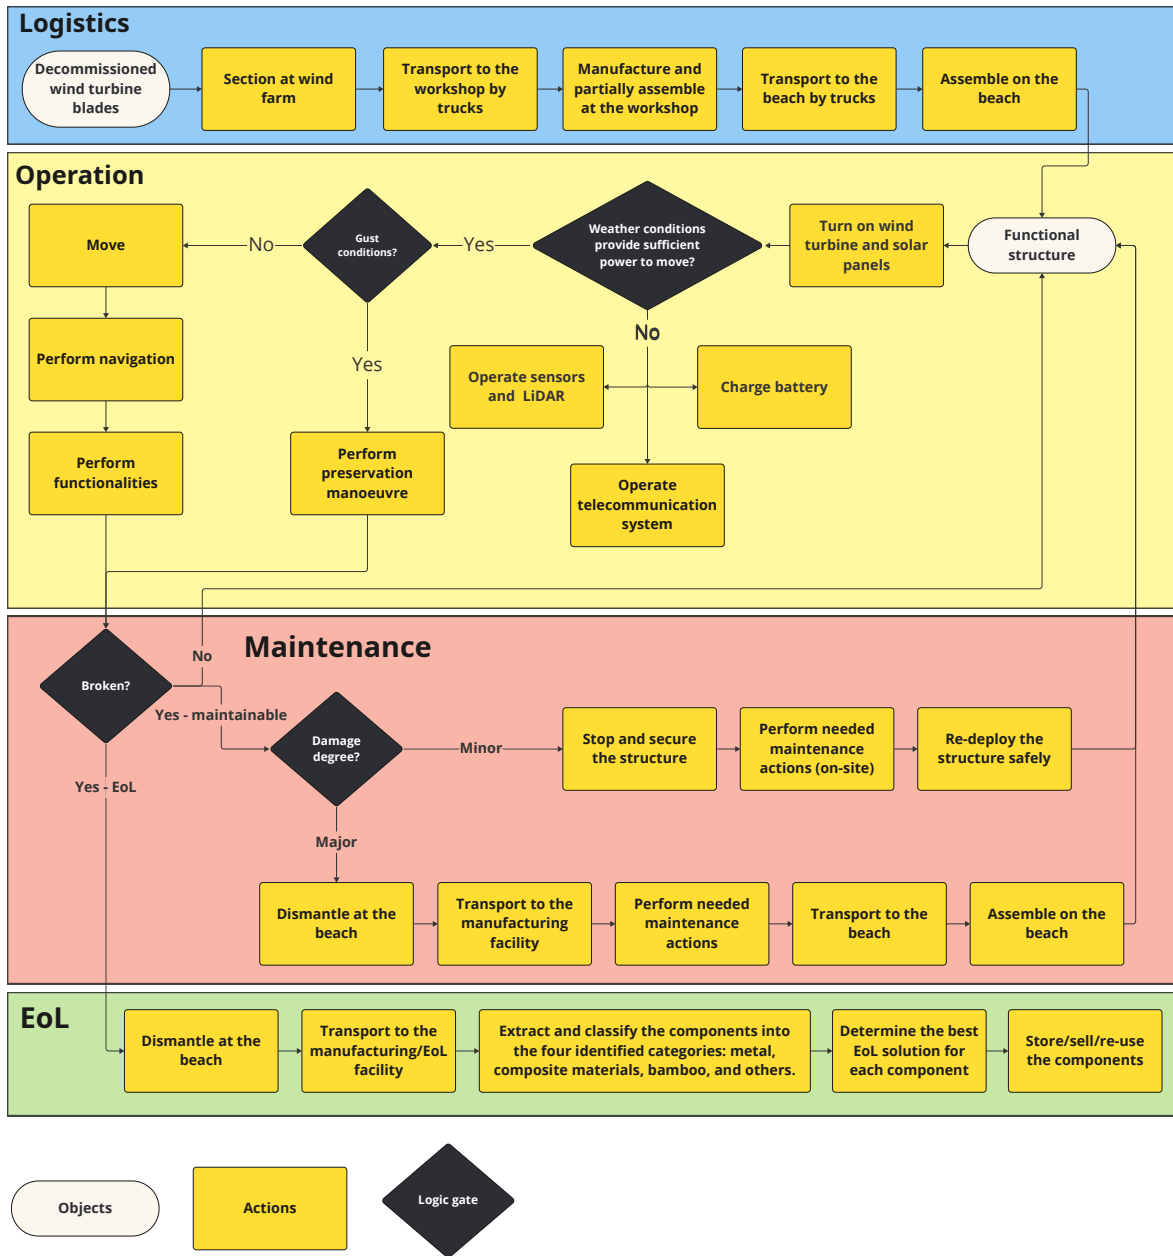 Logistics
Decommissioned
wind turbine
blades
Section at wind
farm
Transport to the
workshop by
trucks
Manufacture and
partially assemble
at the workshop
Transport to the
beach by trucks
Assemble on the
beach
Operation
Move
No
Gust
conditions?
Yes
Weather conditions
provide sufficient
power to move?
Turn on wind
turbine and solar
panels
Functional
structure
No
Perform navigation
Yes
Operate sensors
and LiDAR
Charge battery
Perform
functionalities
Perform
preservation
manoeuvre
Operate
telecommunication
system
Maintenance
No
Broken?
Yes - maintainable
Damage
degree?
Minor
Stop and secure
the structure
Perform needed
maintenance
actions (on-site)
Re-deploy the
structure safely
Yes - EoL
Major
Dismantle at the
beach
Transport to the
manufacturing
facility
Perform needed
maintenance
actions
Transport to the
beach
Assemble on the
beach
EoL
Dismantle at the
beach
Transport to the
manufacturing/EoL
facility
Extract and classify the components into
the four identified categories: metal,
composite materials, bamboo, and others.
Determine the best
EoL solution for
each component
Store/sell/re-use
the components
Objects
Actions
Logic gate